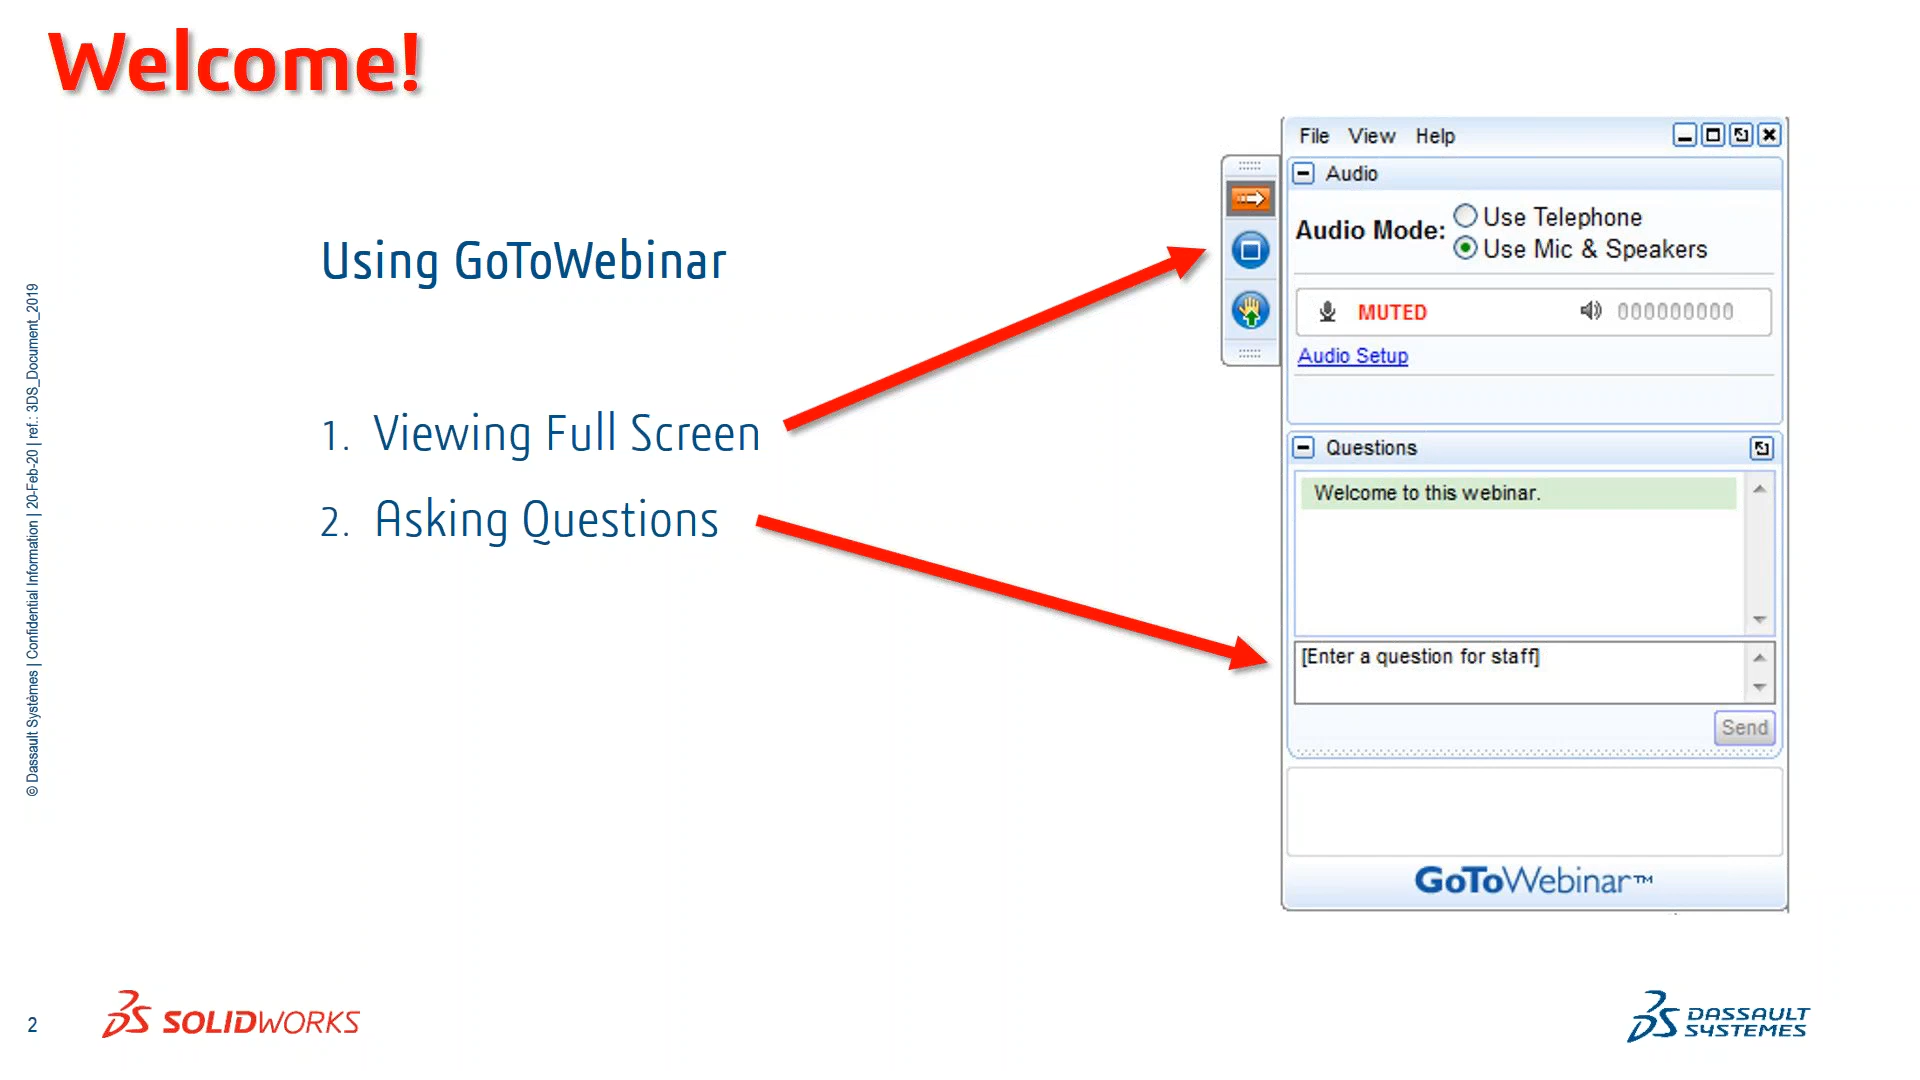 Welcome!
Using GoToWebinar
1. Viewing Full Screen
2. Asking Questions
File View Help
Audio
Audio Mode:
Use Telephone
Use Mic & Speakers
MUTED 000000000
Audio Setup
Questions
Welcome to this webinar.
[Enter a question for staff]
Send
GoToWebinar™
© Dassault Systèmes | Confidential Information | 20-Feb-20 | ref.: 3DS_Document_2019
2
3DS SOLIDWORKS
3DS DASSAULT SYSTEMES